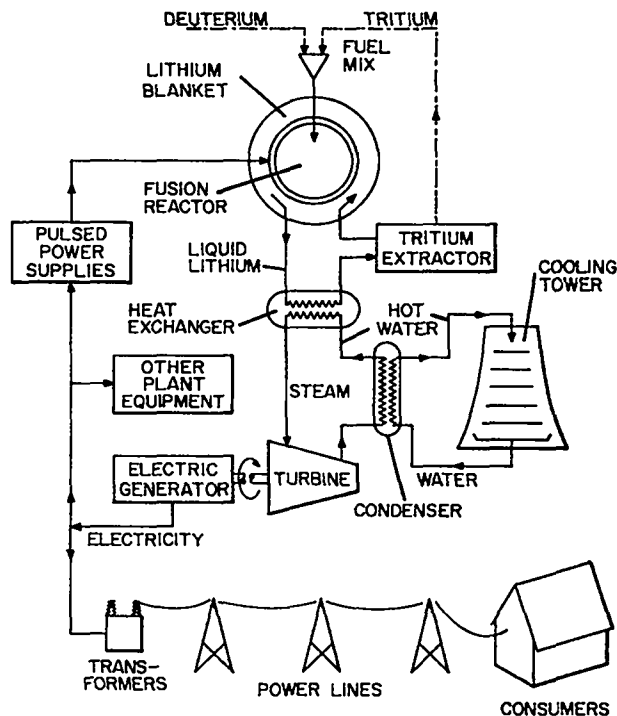 DEUTERIUM
TRITIUM
FUEL
MIX
LITHIUM
BLANKET
FUSION
REACTOR
PULSED
POWER
SUPPLIES
LIQUID
LITHIUM
TRITIUM
EXTRACTOR
COOLING
TOWER
HEAT
EXCHANGER
HOT
WATER
OTHER
PLANT
EQUIPMENT
STEAM
ELECTRIC
GENERATOR
TURBINE
WATER
CONDENSER
ELECTRICITY
TRANS-
FORMERS
POWER LINES
CONSUMERS